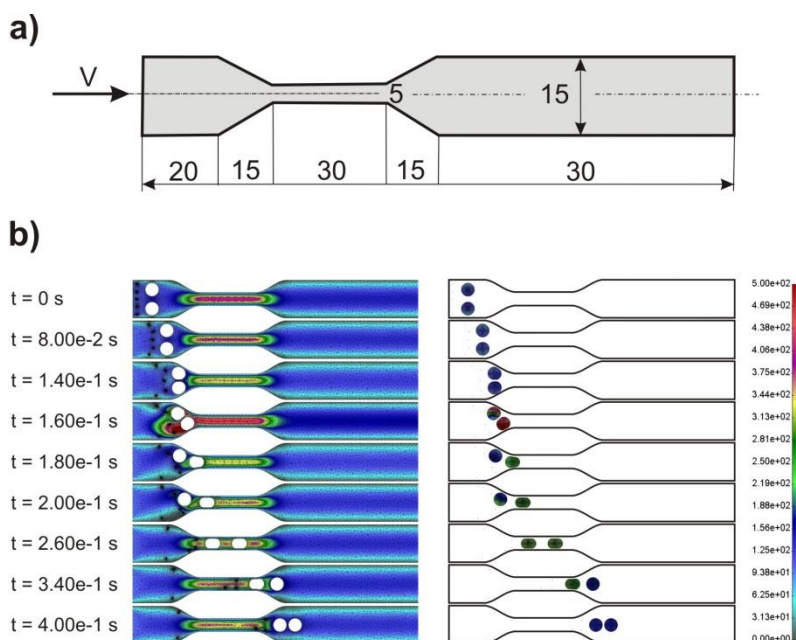 a)
V
5
15
20
15
30
15
30
b)
t = 0 s
t = 8.00e-2 s
t = 1.40e-1 s
t = 1.60e-1 s
t = 1.80e-1 s
t = 2.00e-1 s
t = 2.60e-1 s
t = 3.40e-1 s
t = 4.00e-1 s
5.00e+02
4.69e+02
4.38e+02
4.06e+02
3.75e+02
3.44e+02
3.13e+02
2.81e+02
2.50e+02
2.19e+02
1.88e+02
1.56e+02
1.25e+02
9.38e+01
6.25e+01
3.13e+01
0.00e+00